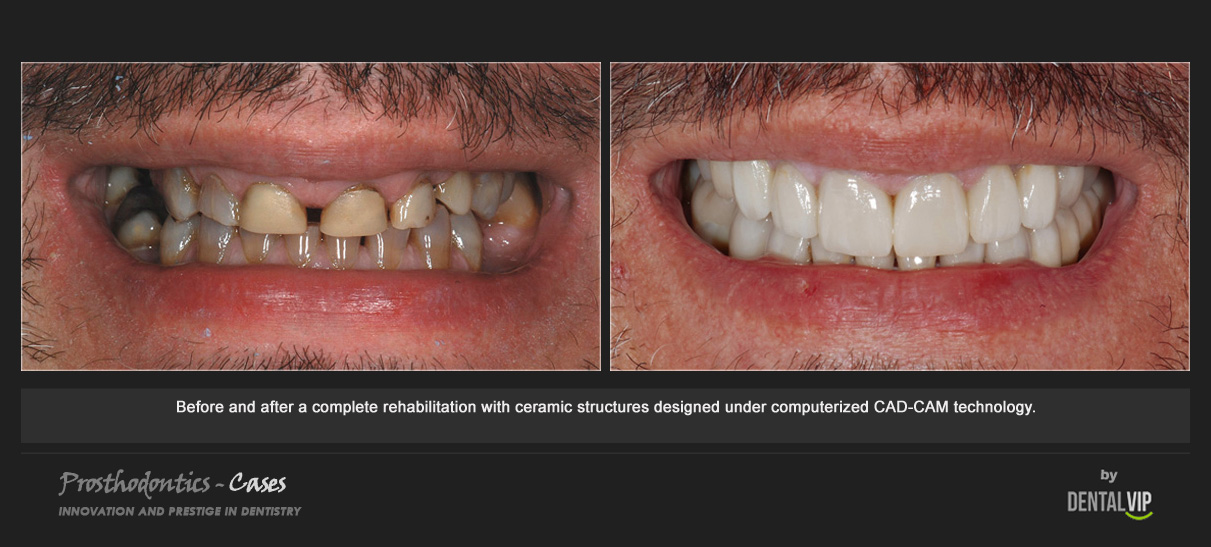 Before and after a complete rehabilitation with ceramic structures designed under computerized CAD-CAM technology.
Prosthodontics - Cases
INNOVATION AND PRESTIGE IN DENTISTRY
by
DENTALVIP